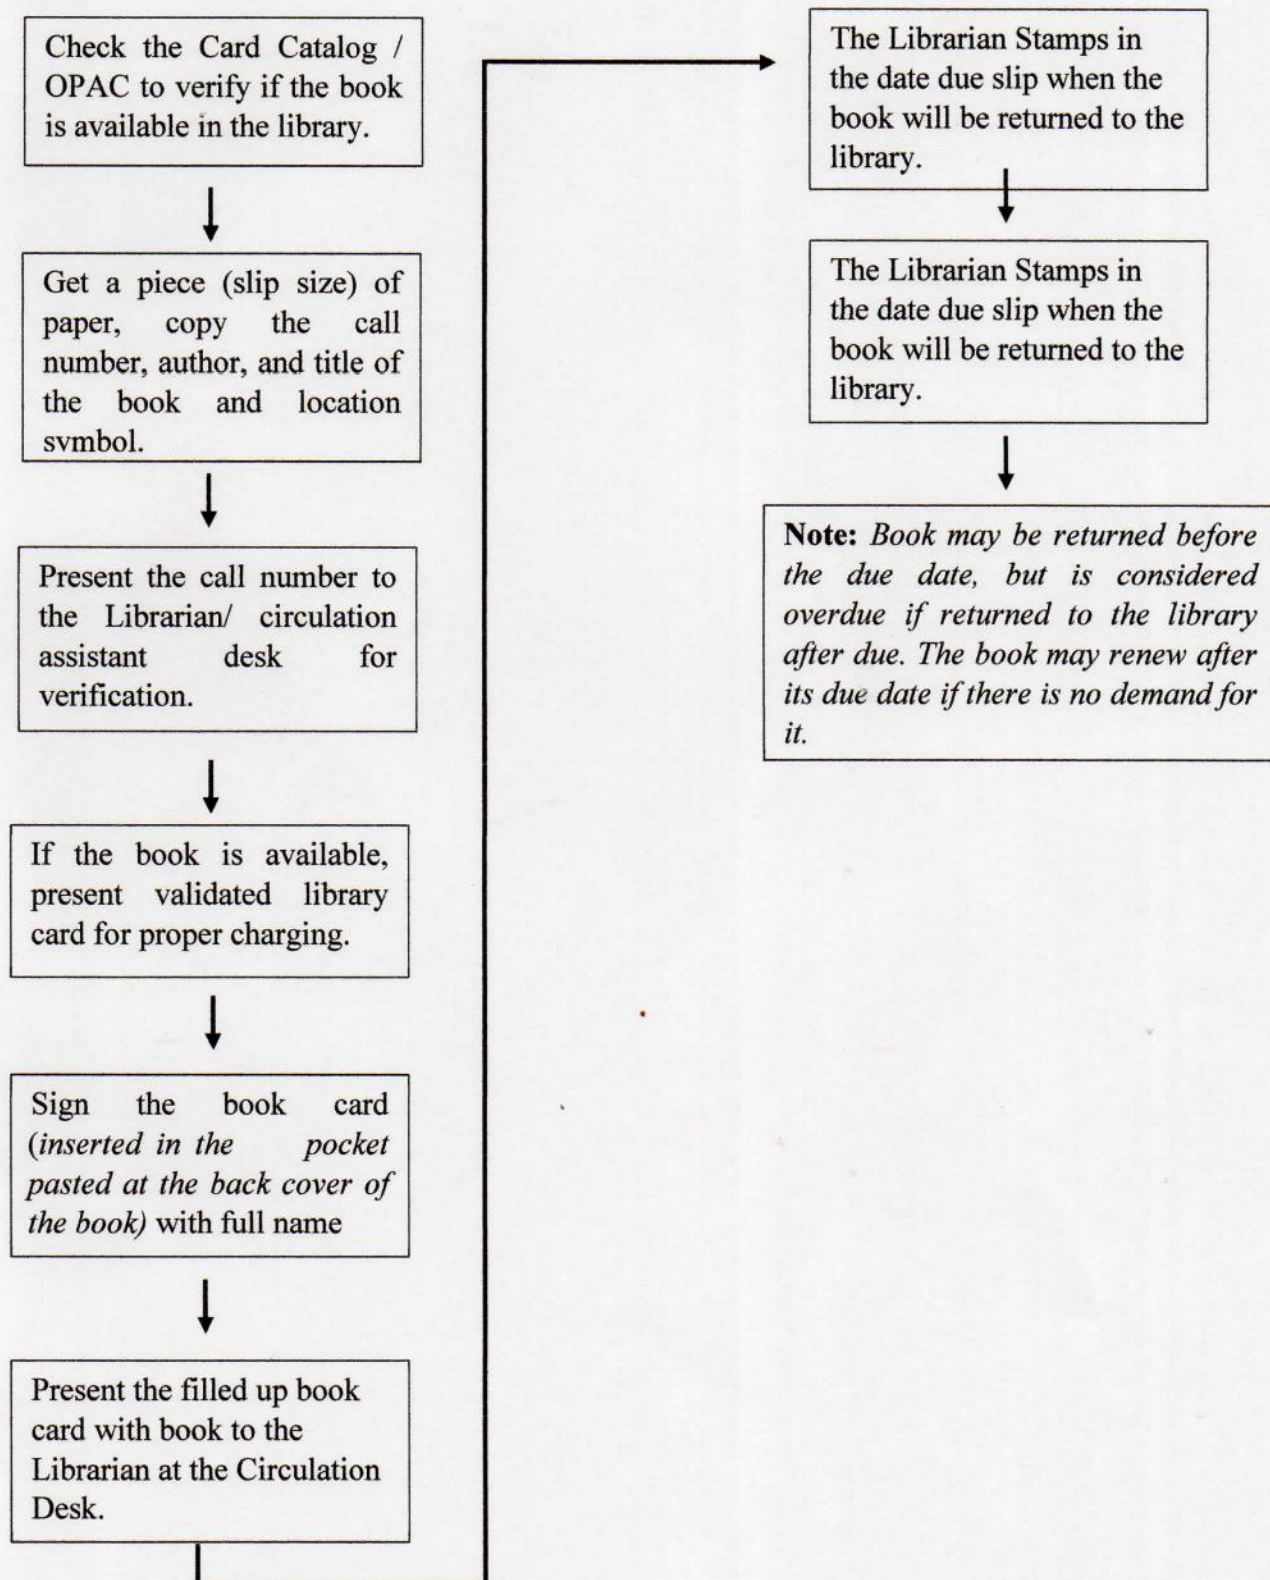 Check the Card Catalog /
OPAC to verify if the book
is available in the library.
Get a piece (slip size) of
paper, copy the call
number, author, and title of
the book and location
symbol.
Present the call number to
the Librarian/ circulation
assistant desk for
verification.
If the book is available,
present validated library
card for proper charging.
Sign the book card
(inserted in the pocket
pasted at the back cover of
the book) with full name
Present the filled up book
card with book to the
Librarian at the Circulation
Desk.
The Librarian Stamps in
the date due slip when the
book will be returned to the
library.
The Librarian Stamps in
the date due slip when the
book will be returned to the
library.
Note: Book may be returned before
the due date, but is considered
overdue if returned to the library
after due. The book may renew after
its due date if there is no demand for
it.